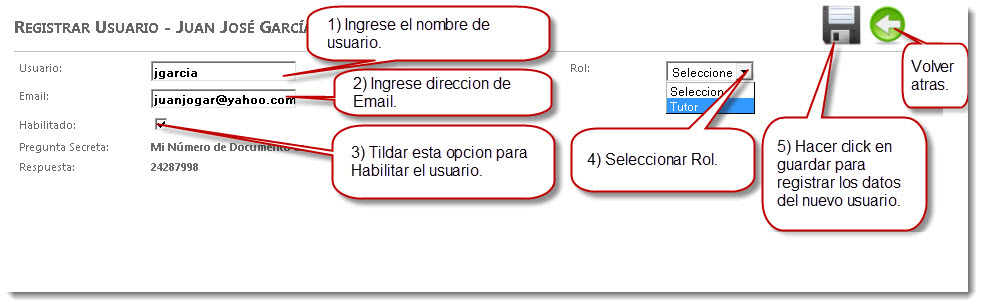 REGISTRAR USUARIO - JUAN JOSÉ GARCÍA
1) Ingrese el nombre de
usuario.
Usuario:
jgarcia
2) Ingrese direccion de
Email.
Email:
juanjogar@yahoo.com
Habilitado:
3) Tildar esta opcion para
Habilitar el usuario.
Pregunta Secreta:
Mi Número de Documento
Respuesta:
24287998
Rol:
Seleccione
Seleccione
Tutor
4) Seleccionar Rol.
Volver
atras.
5) Hacer click en
guardar para
registrar los datos
del nuevo usuario.